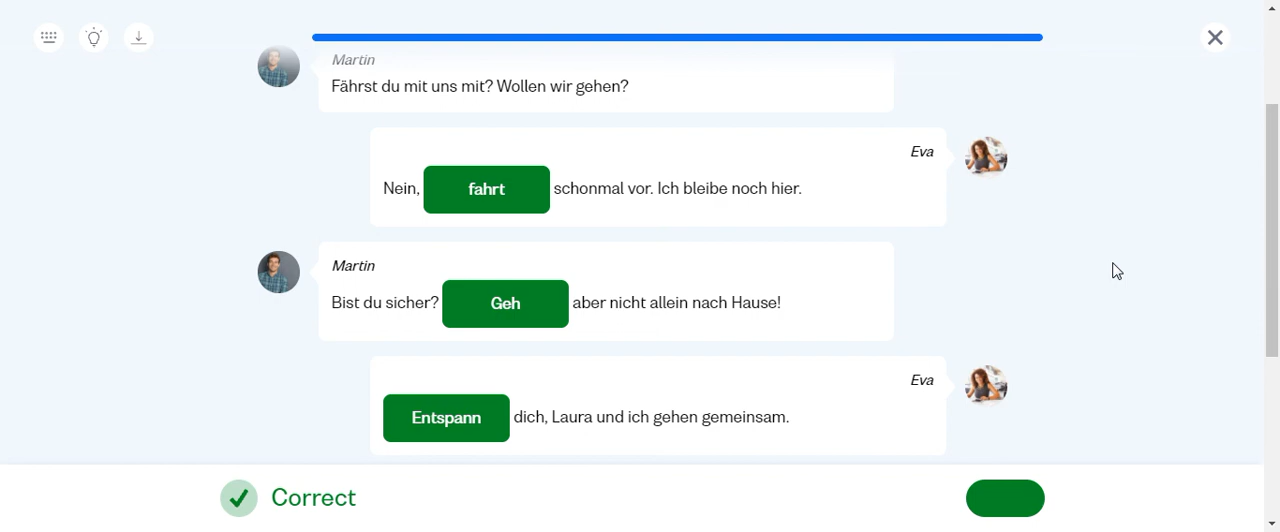 Martin
Fährst du mit uns mit? Wollen wir gehen?
Eva
Nein, fahrt schonmal vor. Ich bleibe noch hier.
Martin
Bist du sicher? Geh aber nicht allein nach Hause!
Eva
Entspann dich, Laura und ich gehen gemeinsam.
Correct